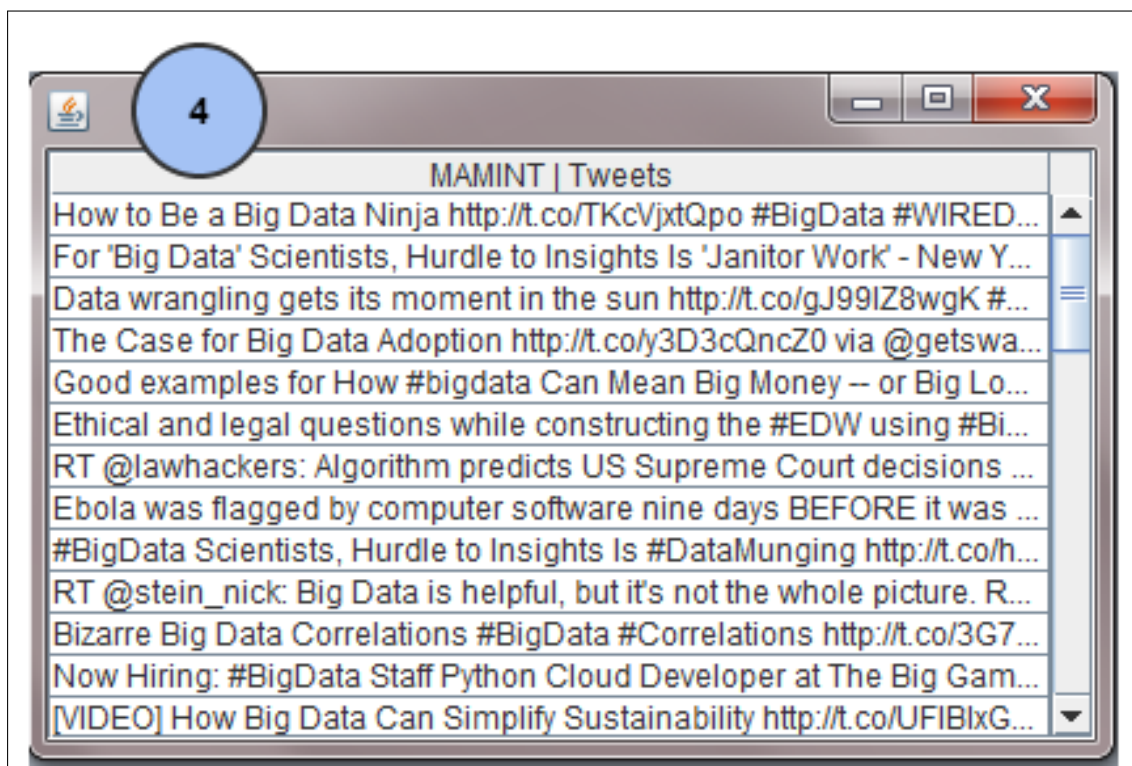 4
MAMINT | Tweets
How to Be a Big Data Ninja http://t.co/TKcVjxtQpo #BigData #WIRED...
For 'Big Data' Scientists, Hurdle to Insights Is 'Janitor Work' - New Y...
Data wrangling gets its moment in the sun http://t.co/gJ99IZ8wgK #...
The Case for Big Data Adoption http://t.co/y3D3cQncZ0 via @getswa...
Good examples for How #bigdata Can Mean Big Money -- or Big Lo...
Ethical and legal questions while constructing the #EDW using #Bi...
RT @lawhackers: Algorithm predicts US Supreme Court decisions ...
Ebola was flagged by computer software nine days BEFORE it was ...
#BigData Scientists, Hurdle to Insights Is #DataMunging http://t.co/h...
RT @stein_nick: Big Data is helpful, but it's not the whole picture. R...
Bizarre Big Data Correlations #BigData #Correlations http://t.co/3G7...
Now Hiring: #BigData Staff Python Cloud Developer at The Big Gam...
[VIDEO] How Big Data Can Simplify Sustainability http://t.co/UFIBlxG...